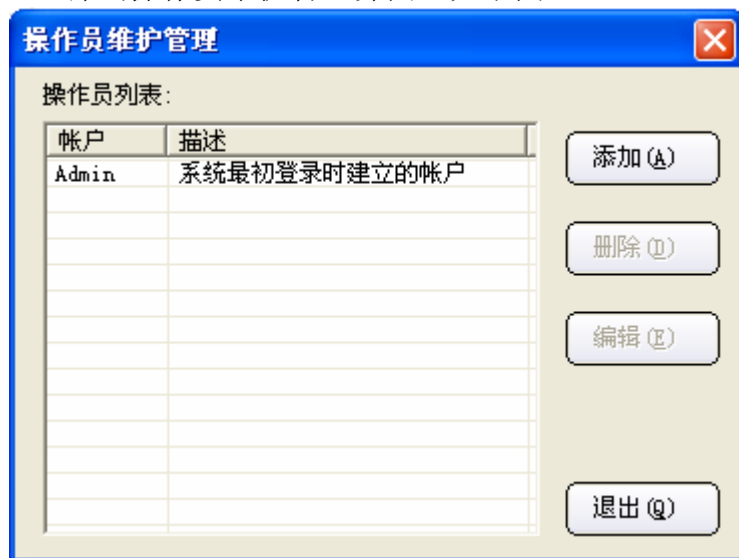 操作员维护管理
操作员列表:
帐户 描述
Admin 系统最初登录时建立的帐户
添加(A)
删除(D)
编辑(E)
退出(Q)